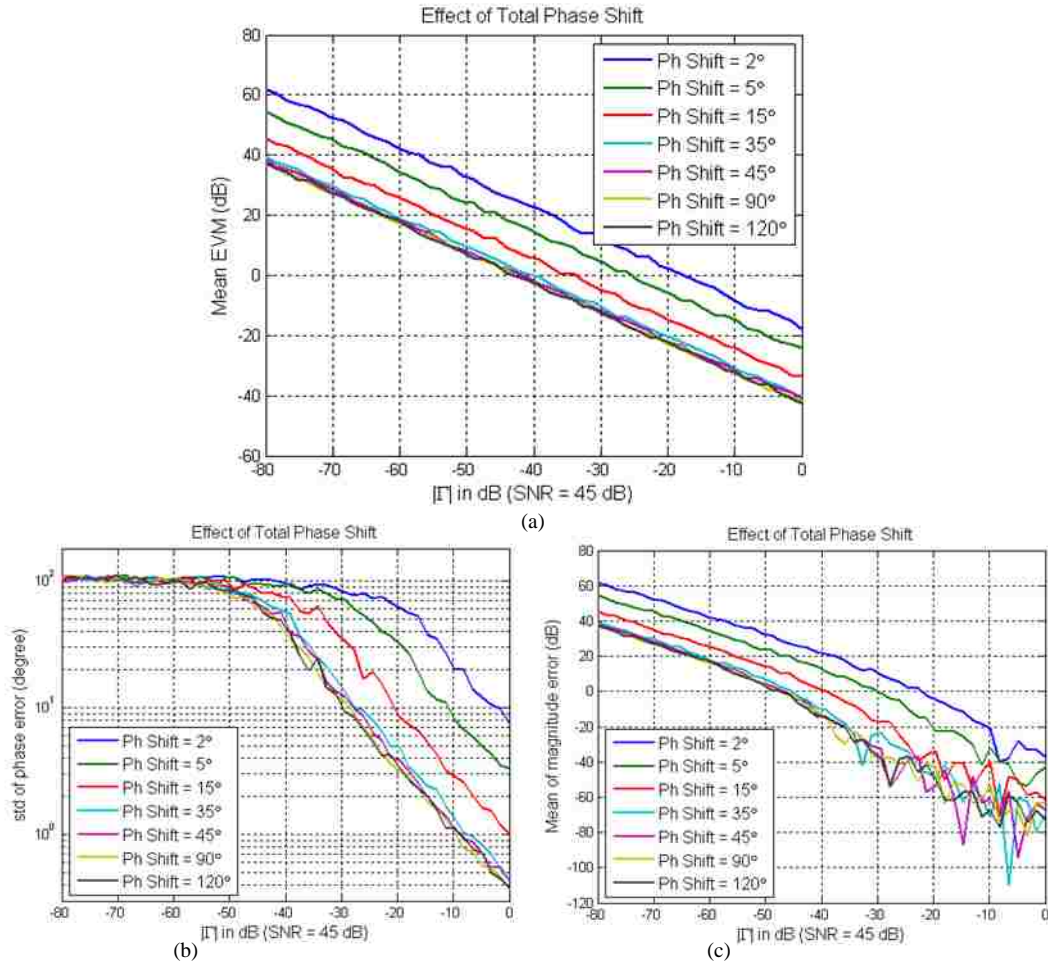 Effect of Total Phase Shift
Mean EVM (dB)
80
60
40
20
0
-20
-40
-60
-80
-70
-60
-50
-40
-30
-20
-10
0
|Γ| in dB (SNR = 45 dB)
Ph Shift = 2°
Ph Shift = 5°
Ph Shift = 15°
Ph Shift = 35°
Ph Shift = 45°
Ph Shift = 90°
Ph Shift = 120°
(a)
Effect of Total Phase Shift
std of phase error (degree)
10²
10¹
10⁰
Ph Shift = 2°
Ph Shift = 5°
Ph Shift = 15°
Ph Shift = 35°
Ph Shift = 45°
Ph Shift = 90°
Ph Shift = 120°
-80
-70
-60
-50
-40
-30
-20
-10
0
|Γ| in dB (SNR = 45 dB)
(b)
Effect of Total Phase Shift
Mean of magnitude error (dB)
80
60
40
20
0
-20
-40
-60
-80
-100
-120
Ph Shift = 2°
Ph Shift = 5°
Ph Shift = 15°
Ph Shift = 35°
Ph Shift = 45°
Ph Shift = 90°
Ph Shift = 120°
-80
-70
-60
-50
-40
-30
-20
-10
0
|Γ| in dB (SNR = 45 dB)
(c)